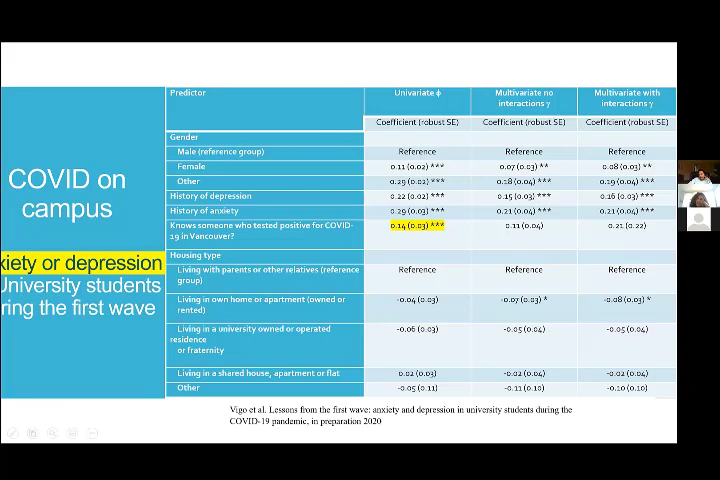 COVID on
campus
xiety or depression
University students
ring the first wave
Predictor Univariate ϕ Multivariate no interactions γ Multivariate with interactions γ
Coefficient (robust SE) Coefficient (robust SE) Coefficient (robust SE)
Gender
Male (reference group) Reference Reference Reference
Female 0.11 (0.02) *** 0.07 (0.03) ** 0.08 (0.03) **
Other 0.29 (0.02) *** 0.18 (0.04) *** 0.19 (0.04) ***
History of depression 0.22 (0.02) *** 0.15 (0.03) *** 0.16 (0.03) ***
History of anxiety 0.29 (0.03) *** 0.21 (0.04) *** 0.21 (0.04) ***
Knows someone who tested positive for COVID- 0.14 (0.03) *** 0.11 (0.04) 0.21 (0.22)
19 in Vancouver?
Housing type
Living with parents or other relatives (reference Reference Reference Reference
group)
Living in own home or apartment (owned or -0.04 (0.03) -0.07 (0.03) * -0.08 (0.03) *
rented)
Living in a university owned or operated -0.06 (0.03) -0.05 (0.04) -0.05 (0.04)
residence
or fraternity
Living in a shared house, apartment or flat 0.02 (0.03) -0.02 (0.04) -0.02 (0.04)
Other -0.05 (0.11) -0.11 (0.10) -0.10 (0.10)
Vigo et al. Lessons from the first wave: anxiety and depression in university students during the
COVID-19 pandemic, in preparation 2020